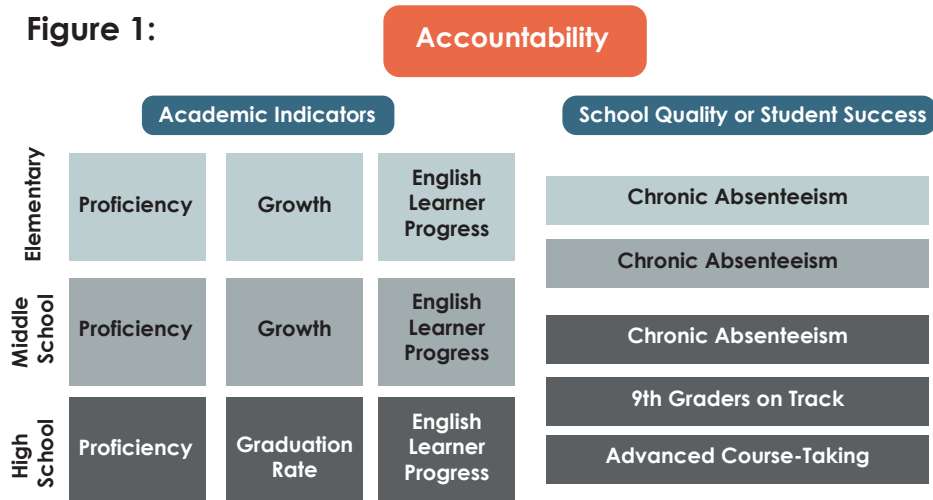 Figure 1:
Accountability
Academic Indicators
School Quality or Student Success
Elementary
Proficiency
Growth
English
Learner
Progress
Chronic Absenteeism
Chronic Absenteeism
Middle
School
Proficiency
Growth
English
Learner
Progress
Chronic Absenteeism
9th Graders on Track
High
School
Proficiency
Graduation
Rate
English
Learner
Progress
Advanced Course-Taking